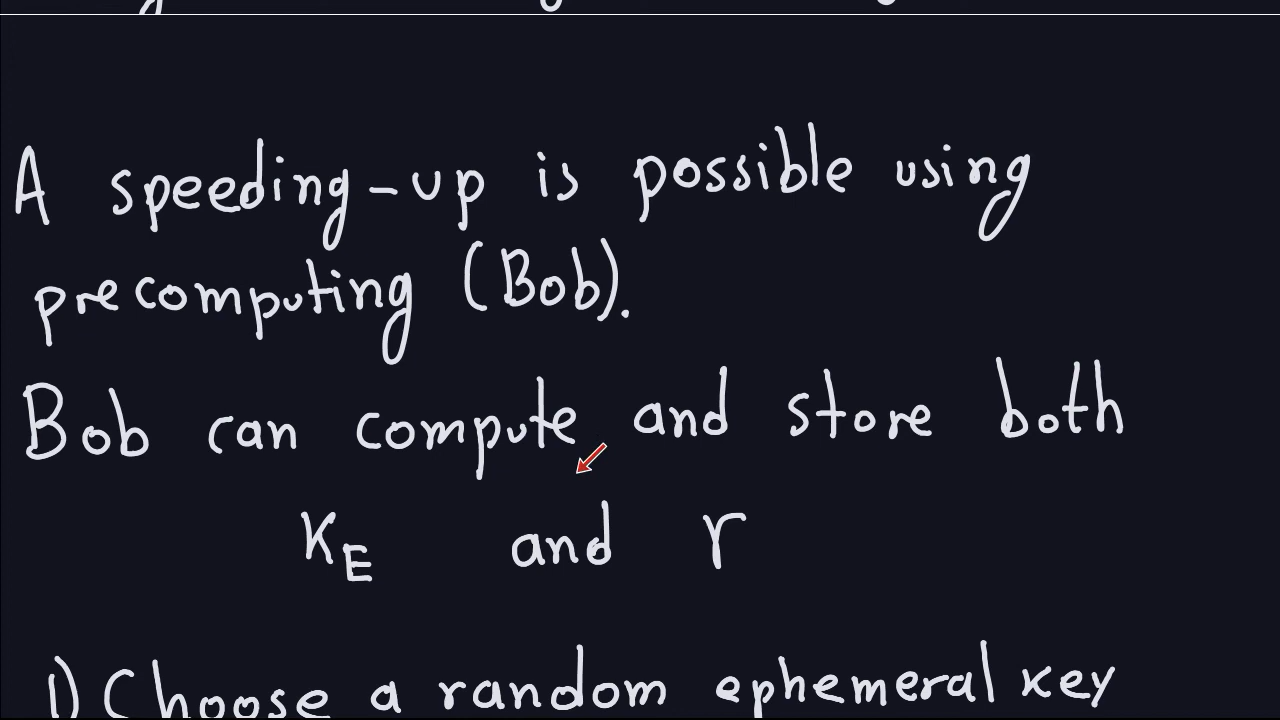 A speeding-up is possible using
precomputing (Bob).
Bob can compute and store both
K_E and r
1) Choose a random ephemeral key